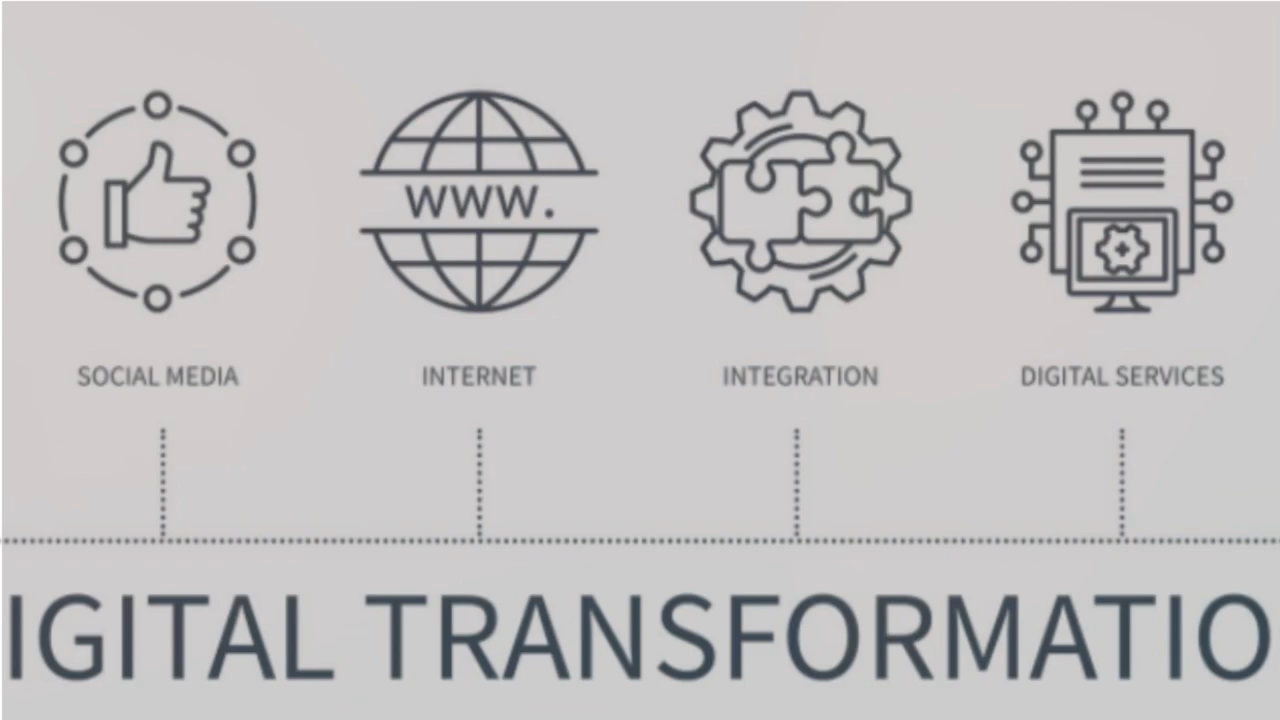 WWW.
SOCIAL MEDIA INTERNET INTEGRATION DIGITAL SERVICES
IGITAL TRANSFORMATIO